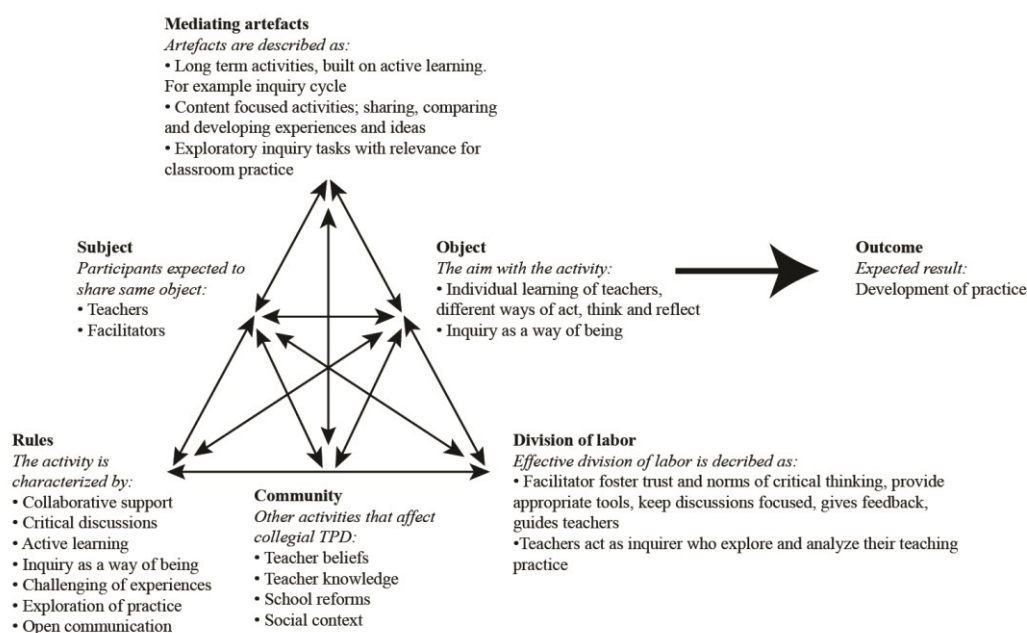 Mediating artefacts
Artefacts are described as:
• Long term activities, built on active learning.
For example inquiry cycle
• Content focused activities; sharing, comparing
and developing experiences and ideas
• Exploratory inquiry tasks with relevance for
classroom practice
Subject
Participants expected to
share same object:
• Teachers
• Facilitators
Object
The aim with the activity:
• Individual learning of teachers,
different ways of act, think and reflect
• Inquiry as a way of being
Outcome
Expected result:
Development of practice
Rules
The activity is
characterized by:
• Collaborative support
• Critical discussions
• Active learning
• Inquiry as a way of being
• Challenging of experiences
• Exploration of practice
• Open communication
Community
Other activities that affect
collegial TPD:
• Teacher beliefs
• Teacher knowledge
• School reforms
• Social context
Division of labor
Effective division of labor is decribed as:
• Facilitator foster trust and norms of critical thinking, provide
appropriate tools, keep discussions focused, gives feedback,
guides teachers
•Teachers act as inquirer who explore and analyze their teaching
practice